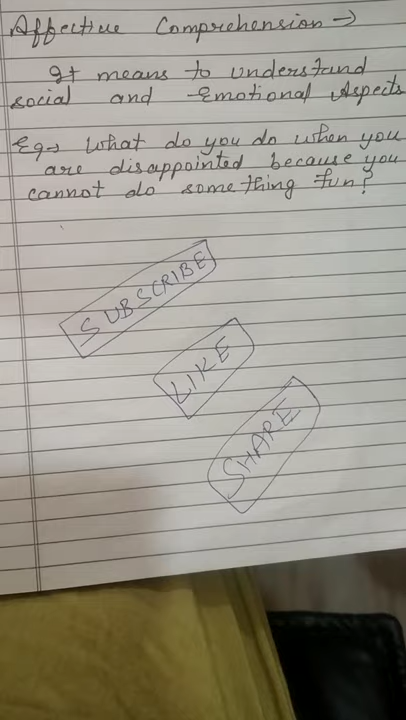 Affective Comprehension →
It means to understand
social and Emotional Aspects
Eg→ What do you do when you
are disappointed because you
cannot do something fun?
SUBSCRIBE
LIKE
SHARE